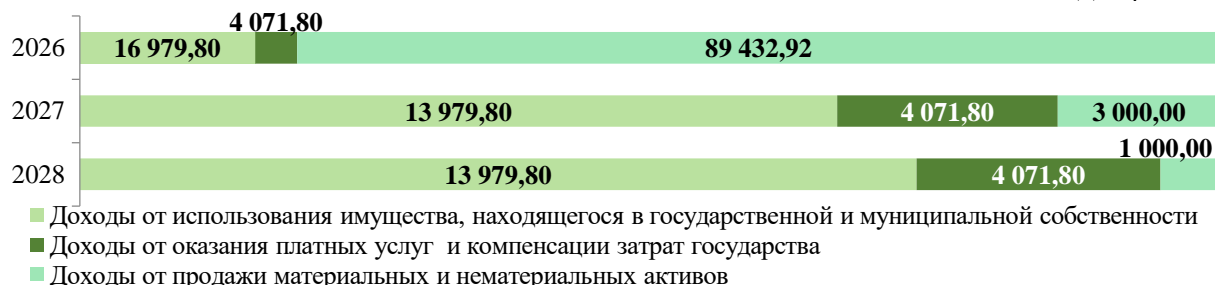 4 071,80
2026 16 979,80 89 432,92
2027 13 979,80 4 071,80 3 000,00
1 000,00
2028 13 979,80 4 071,80
Доходы от использования имущества, находящегося в государственной и муниципальной собственности
Доходы от оказания платных услуг и компенсации затрат государства
Доходы от продажи материальных и нематериальных активов